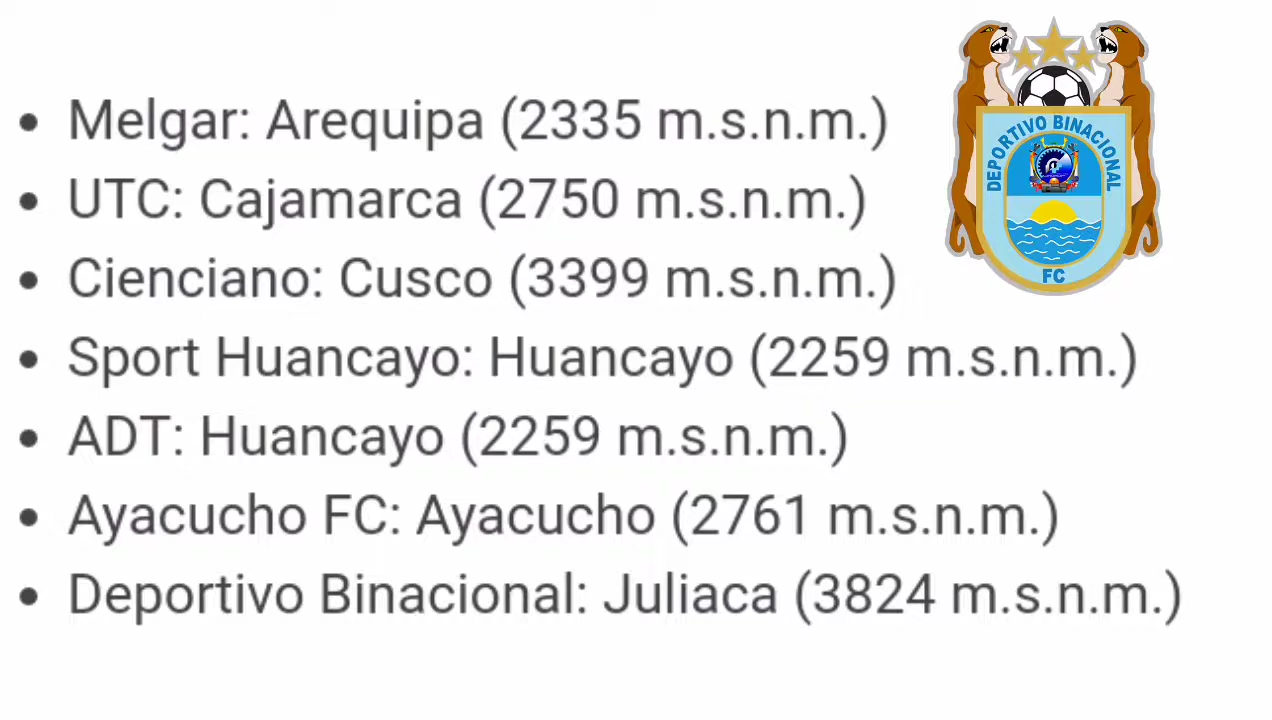 • Melgar: Arequipa (2335 m.s.n.m.)
• UTC: Cajamarca (2750 m.s.n.m.)
• Cienciano: Cusco (3399 m.s.n.m.)
• Sport Huancayo: Huancayo (2259 m.s.n.m.)
• ADT: Huancayo (2259 m.s.n.m.)
• Ayacucho FC: Ayacucho (2761 m.s.n.m.)
• Deportivo Binacional: Juliaca (3824 m.s.n.m.)
DEPORTIVO BINACIONAL
FC